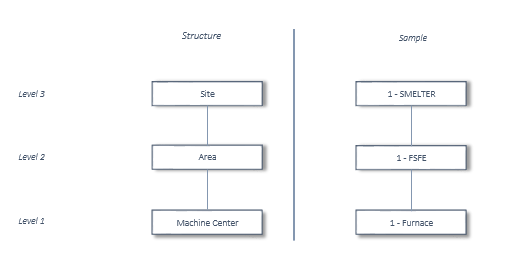 Structure
Sample
Level 3
Site
1 - SMELTER
Level 2
Area
1 - FSFE
Level 1
Machine Center
1 - Furnace